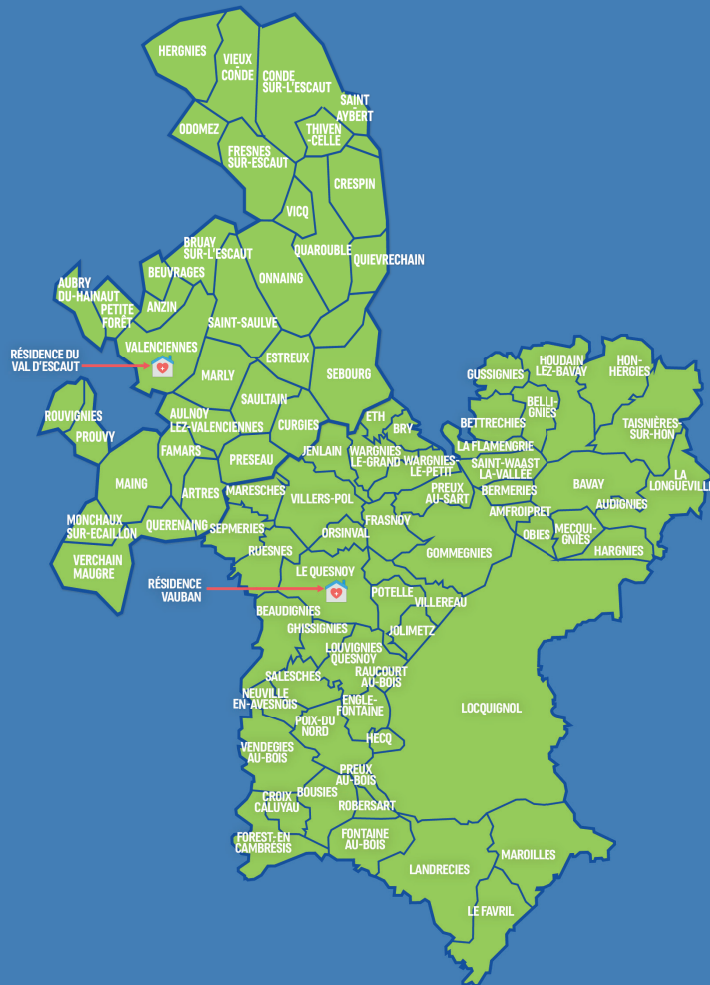 HERGNIES
VIEUX
CONDE
CONDE
SUR-L'ESCAUT
SAINT
AYBERT
ODOMEZ
THIVEN
-CELLE
FRESNES
SUR-ESCAUT
CRESPIN
VICQ
BRUAY
SUR-L'ESCAUT
QUAROUBLE
QUIEVRECHAIN
BEUVRAGES
ONNAING
AUBRY
DU-HAINAUT
PETITE
FORÊT
ANZIN
SAINT-SAULVE
VALENCIENNES
RÉSIDENCE DU
VAL D'ESCAUT
ESTREUX
MARLY
SEBOURG
SAULTAIN
ROUVIGNIES
PROUVY
AULNOY
LEZ-VALENCIENNES
CURGIES
ETH
BRY
FAMARS
PRESEAU
JENLAIN
WARGNIES
LE-GRAND
WARGNIES-
LE-PETIT
MAING
ARTRES
MARESCHES
VILLERS-POL
PREUX
AU-SART
MONCHAUX
SUR-ECAILLON
QUERENAING
SEPMERIES
ORSINVAL
FRASNOY
VERCHAIN
MAUGRE
RUESNES
GOMMEGNIES
GUSSIGNIES
HOUDAIN
LEZ-BAVAY
HON-
HERGIES
BELLI-
GNIES
BETTRECHIES
TAISNIÈRES-
SUR-HON
LA FLAMENGRIE
SAINT-WAAST
LA-VALLEE
BERMERIES
BAVAY
LA
LONGUEVILLE
AMFROIPRET
AUDIGNIES
OBIES
MECQUI-
GNIES
HARGNIES
LE QUESNOY
RÉSIDENCE
VAUBAN
POTELLE
VILLEREAU
BEAUDIGNIES
GHISSIGNIES
JOLIMETZ
LOUVIGNIES
QUESNOY
SALESCHES
RAUCOURT
AU-BOIS
NEUVILLE
EN-AVESNOIS
ENGLE-
FONTAINE
LOCQUIGNOL
POIX-DU
NORD
HECQ
VENDEGIES
AU-BOIS
PREUX
AU-BOIS
BOUSIES
CROIX
CALUYAU
ROBERSART
FOREST-EN
CAMBRÉSIS
FONTAINE
AU-BOIS
LANDRECIES
MAROILLES
LE FAVRIL